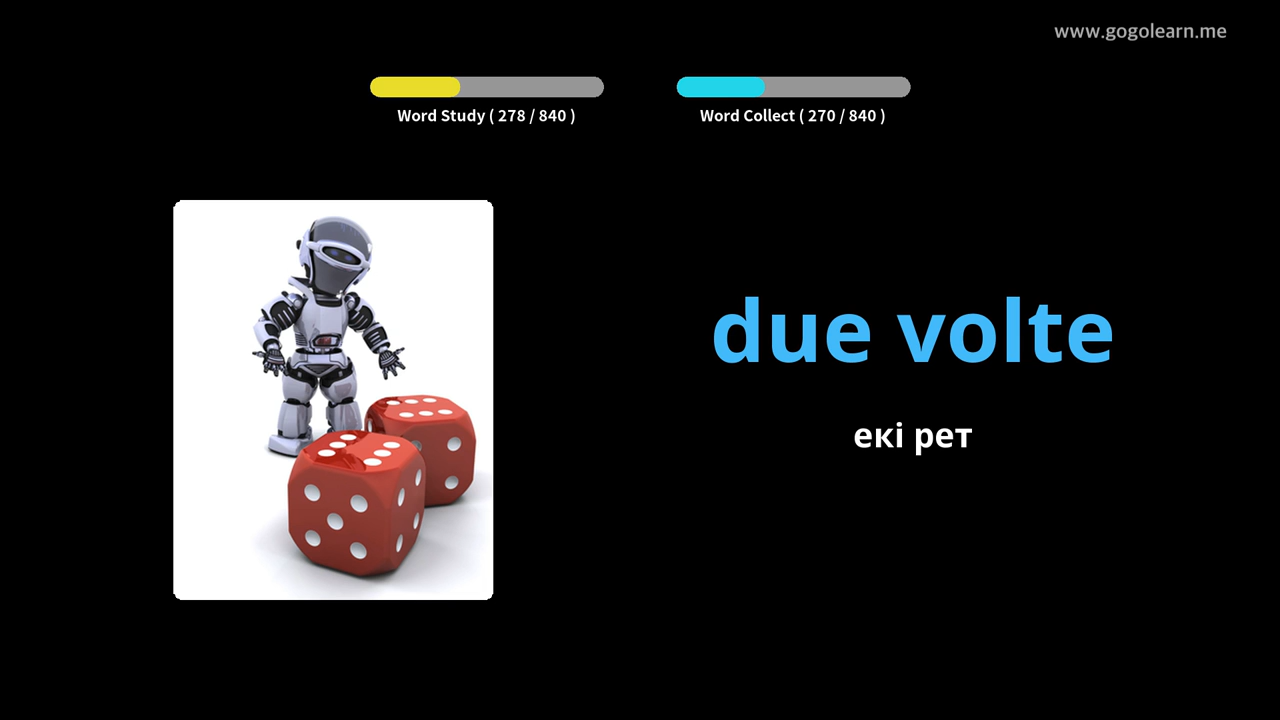 www.gogolearn.me
Word Study ( 278 / 840 )
Word Collect ( 270 / 840 )
due volte
екі рет